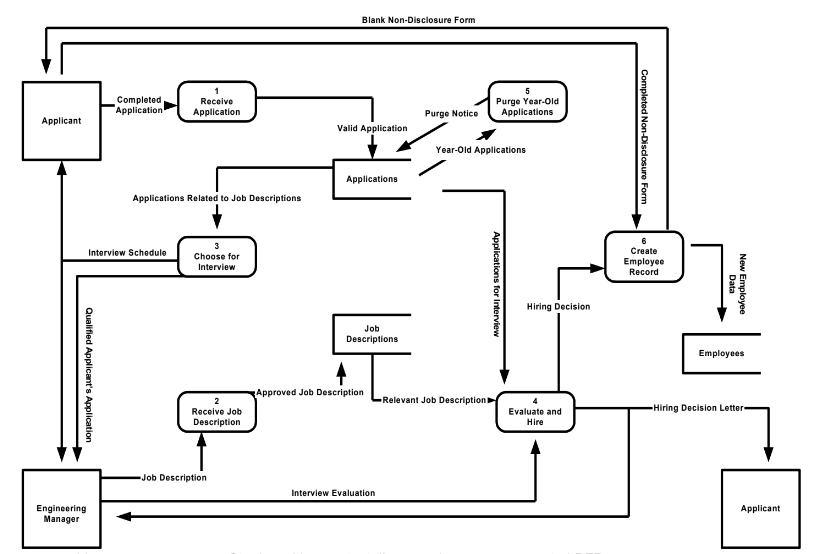 Blank Non-Disclosure Form
Applicant
Completed
Application
1
Receive
Application
5
Purge Year-Old
Applications
Purge Notice
Valid Application
Year-Old Applications
Completed Non-Disclosure Form
Applications
Applications Related to Job Descriptions
3
Choose for
Interview
Interview Schedule
Applications for Interview
6
Create
Employee
Record
New Employee
Data
Hiring Decision
Qualified Applicant's Application
Job
Descriptions
Employees
2
Receive Job
Description
Approved Job Description
Relevant Job Description
4
Evaluate and
Hire
Hiring Decision Letter
Job Description
Engineering
Manager
Interview Evaluation
Applicant